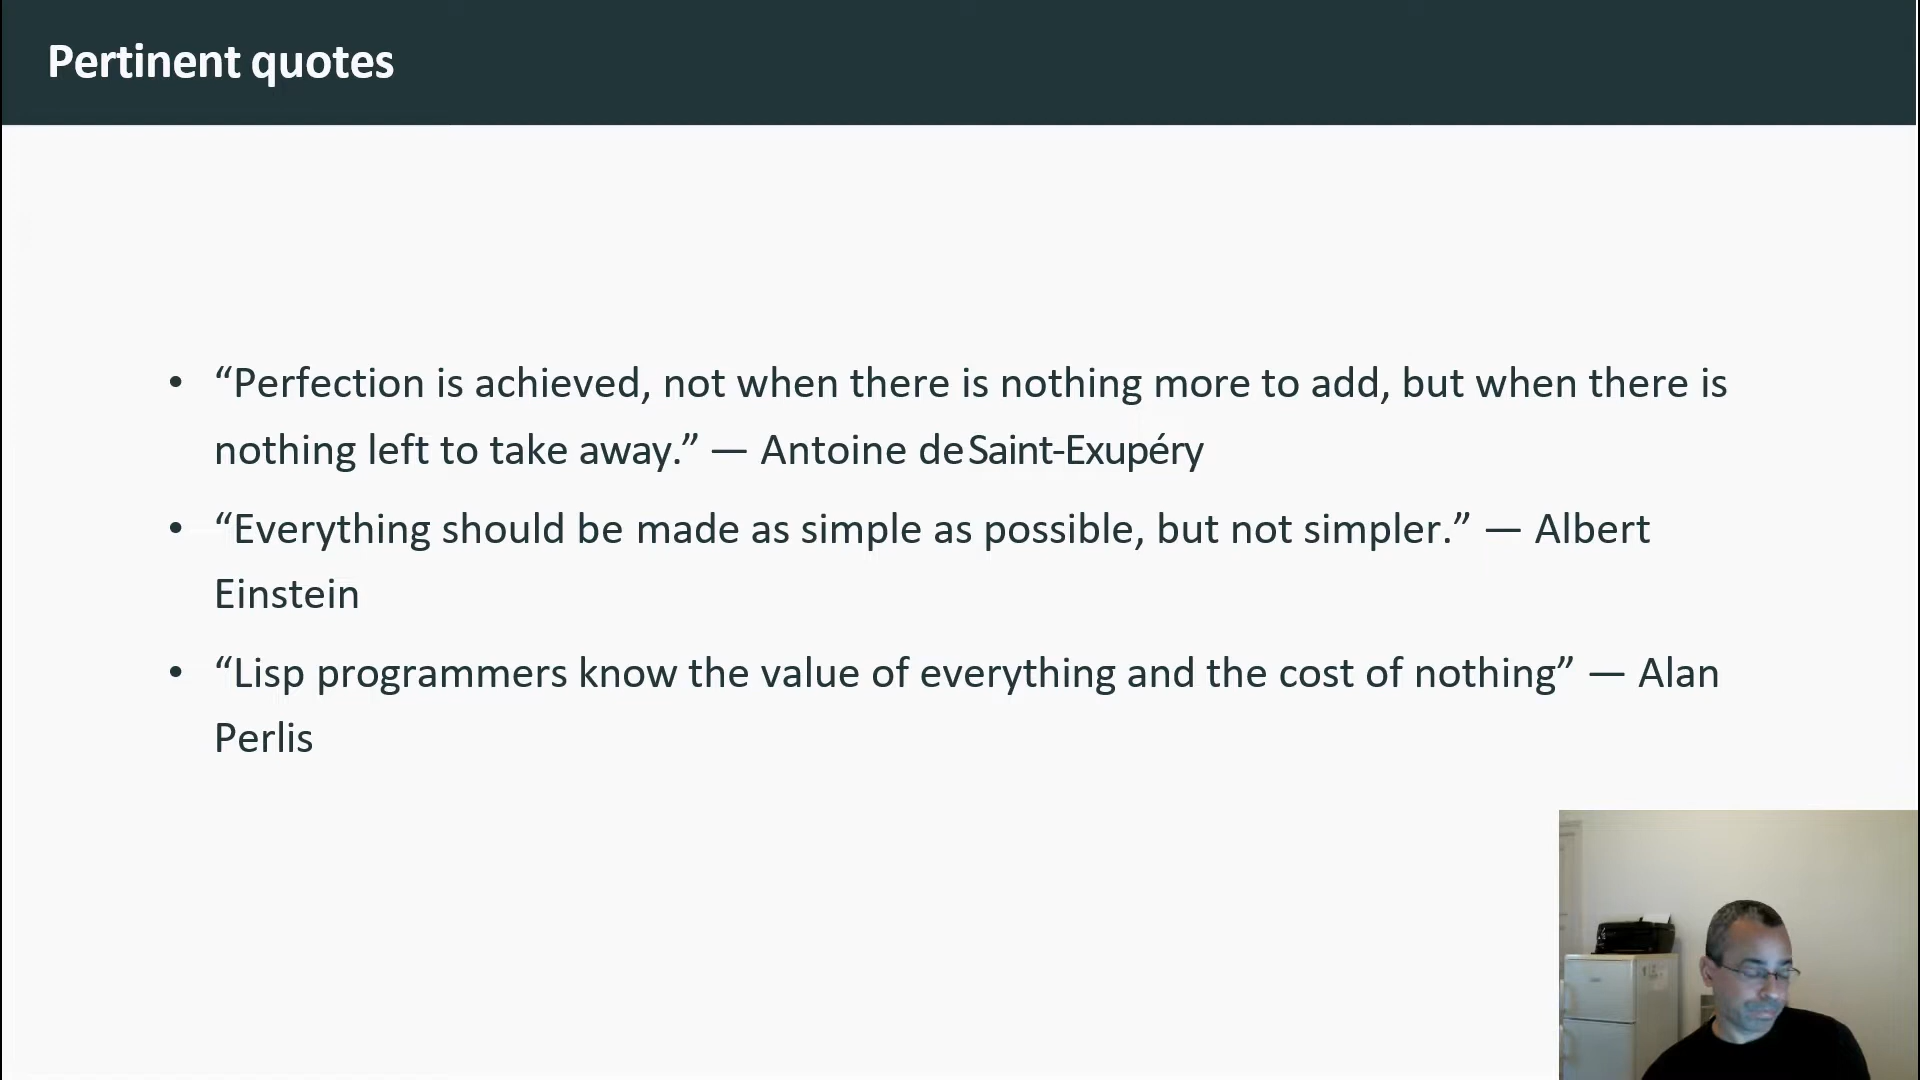 Pertinent quotes
• “Perfection is achieved, not when there is nothing more to add, but when there is
nothing left to take away.” — Antoine de Saint-Exupéry
• “Everything should be made as simple as possible, but not simpler.” — Albert
Einstein
• “Lisp programmers know the value of everything and the cost of nothing” — Alan
Perlis